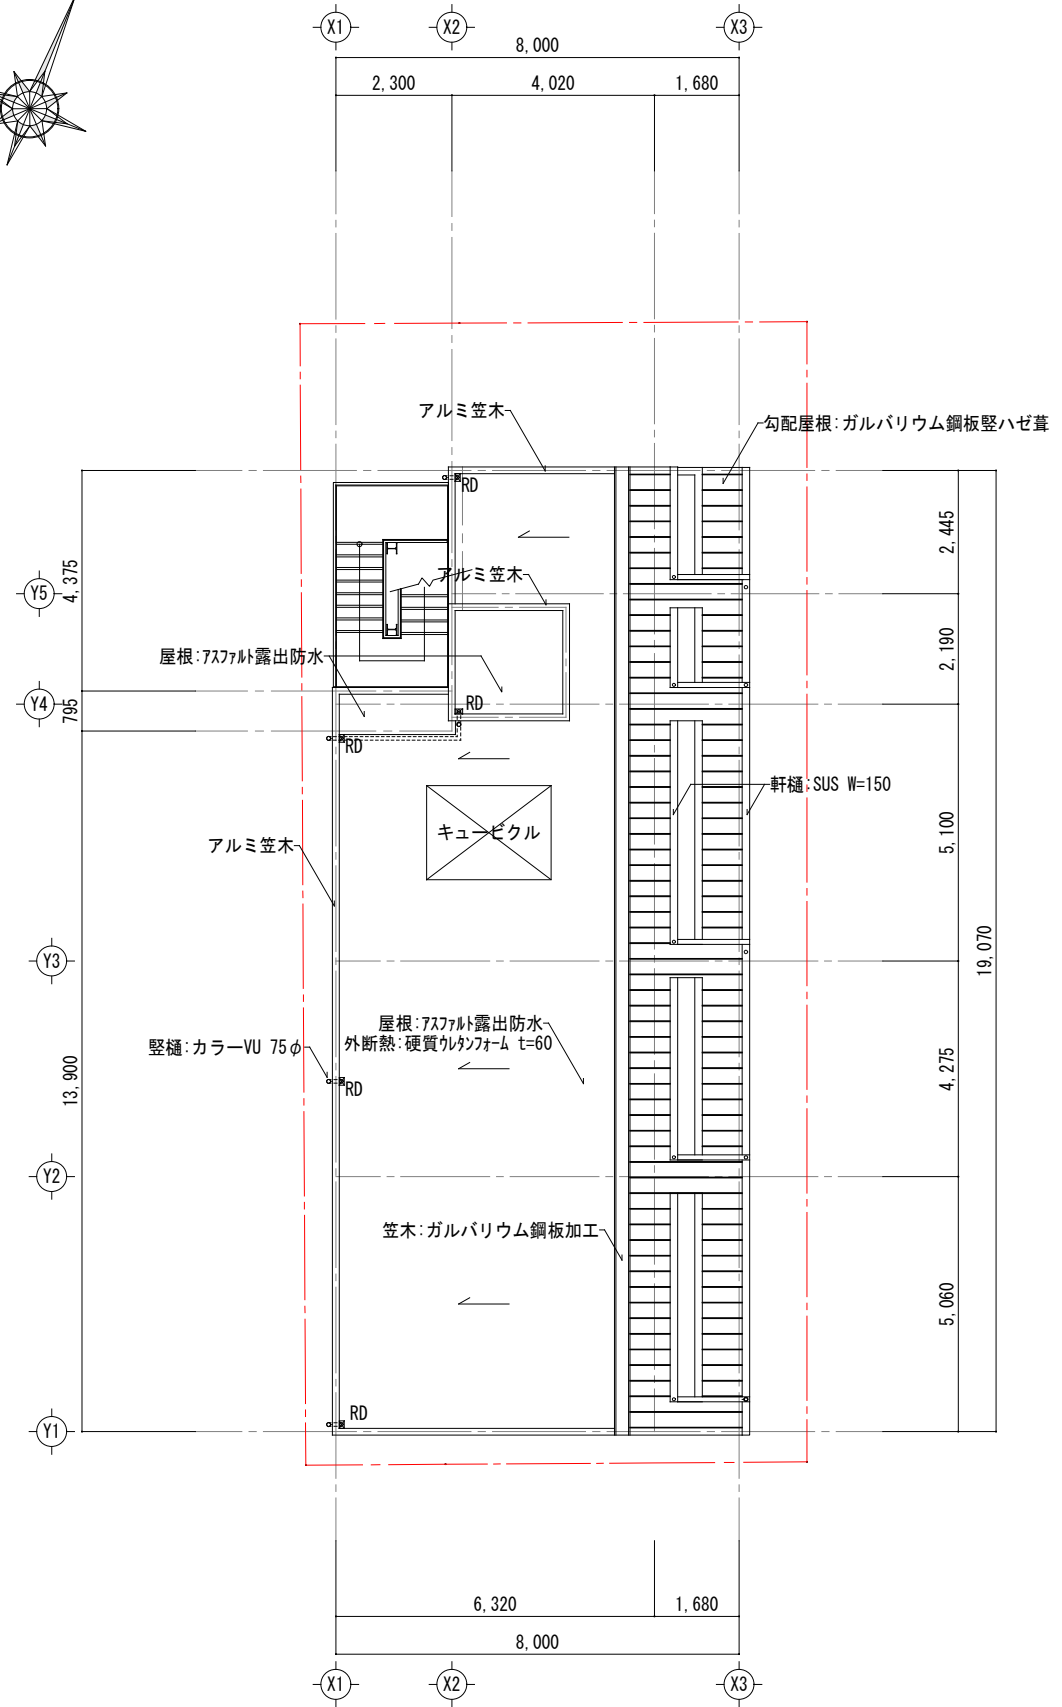 X1
X2
X3
8,000
2,300
4,020
1,680
アルミ笠木
勾配屋根:ガルバリウム鋼板竪ハゼ葺
RD
2,445
4,375
Y5
アルミ笠木
2,190
屋根:アスファルト露出防水
Y4
795
RD
RD
軒樋:SUS W=150
キュービクル
5,100
アルミ笠木
19,070
Y3
屋根:アスファルト露出防水
外断熱:硬質ウレタンフォーム t=60
竪樋:カラーVU 75φ
RD
13,900
4,275
Y2
笠木:ガルバリウム鋼板加工
5,060
RD
Y1
6,320
1,680
8,000
X1
X2
X3